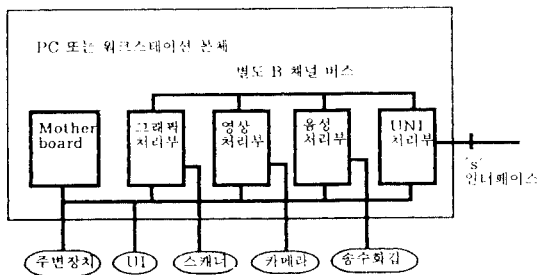 PC 또는 워크스테이션 본체
별도 B 채널 버스
Mother
board
그래픽
처리부
영상
처리부
음성
처리부
UNI
처리부
's'
인터페이스
주변장치
UI
스캐너
카메라
송수화기